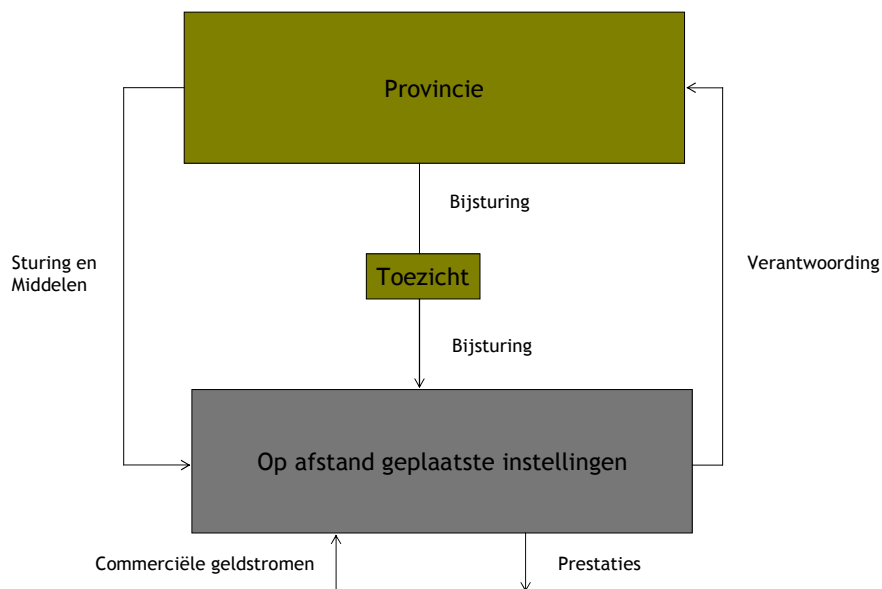 Provincie
Bijsturing
Sturing en
Middelen
Toezicht
Verantwoording
Bijsturing
Op afstand geplaatste instellingen
Commerciële geldstromen
Prestaties